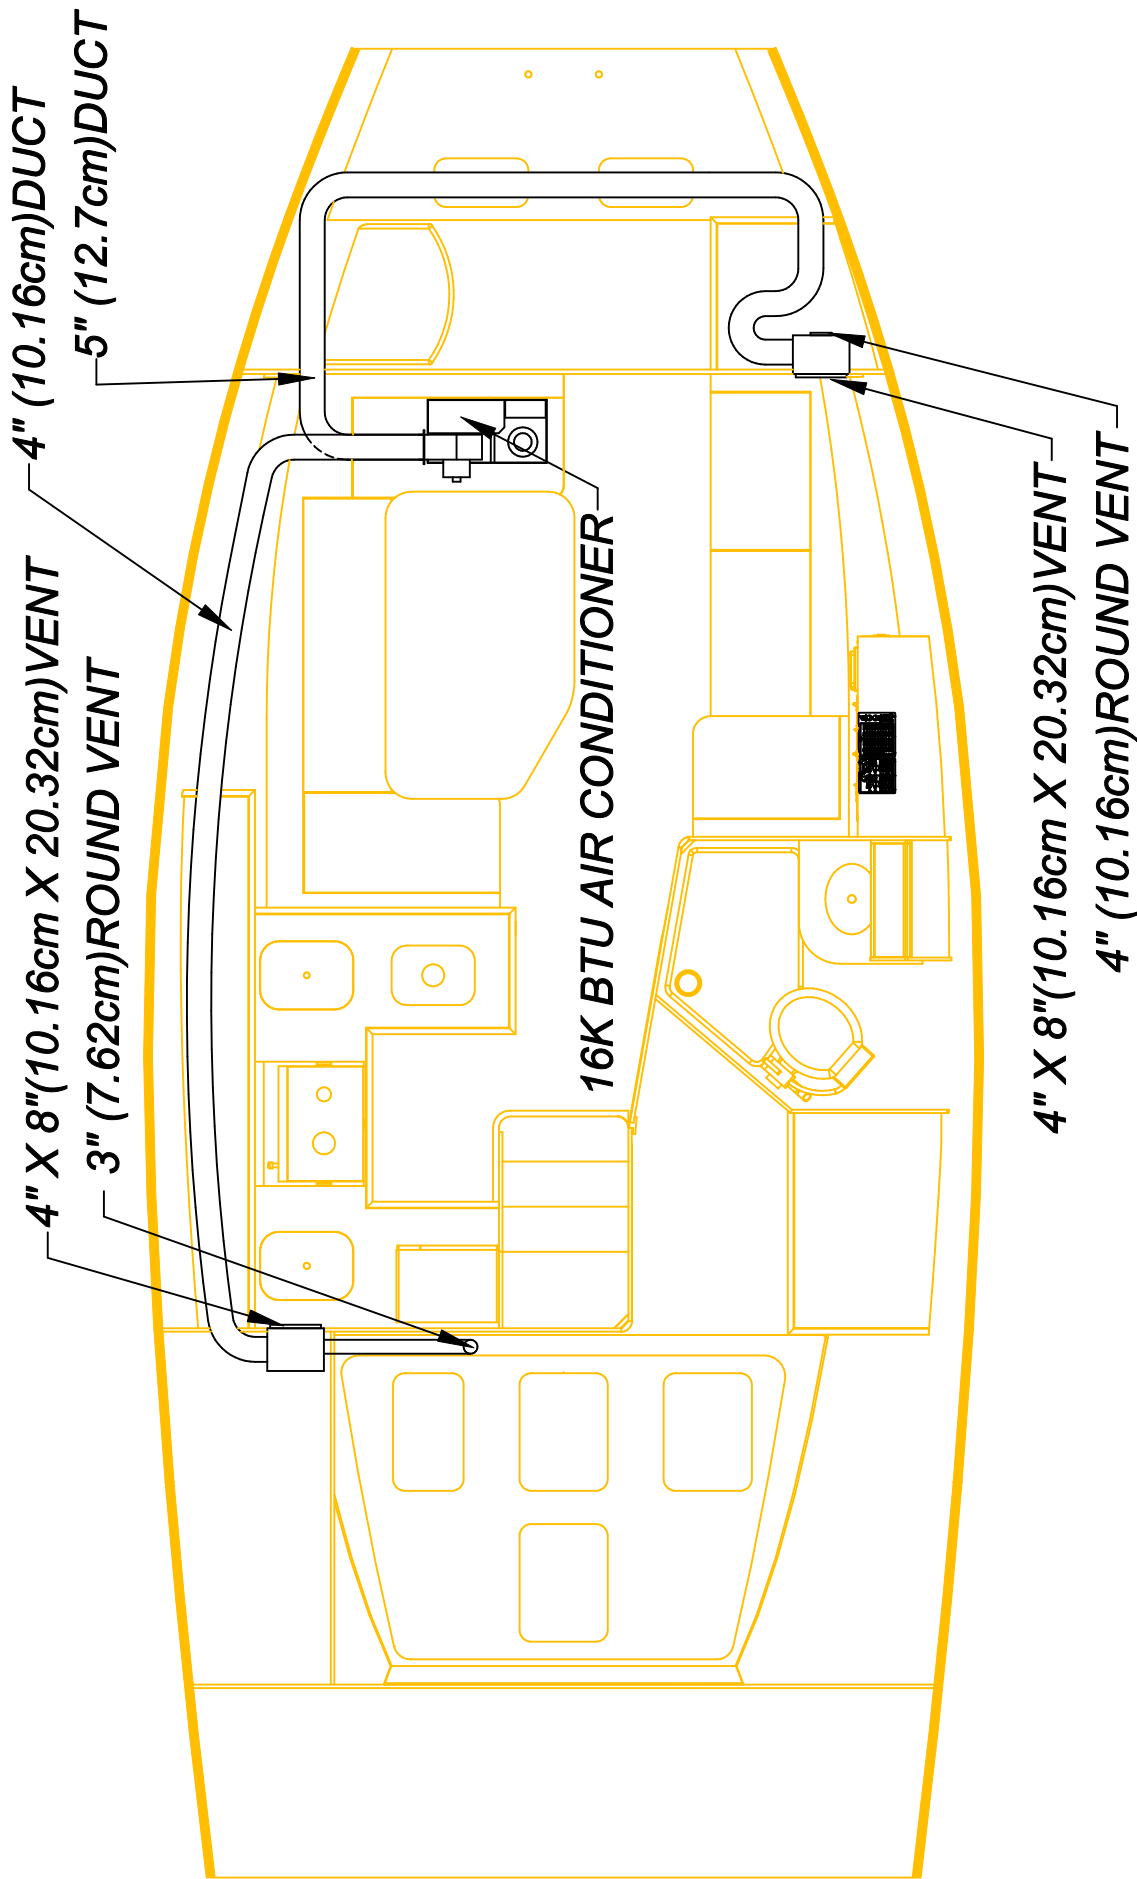 4" (10.16cm)DUCT
5" (12.7cm)DUCT
4" X 8"(10.16cm X 20.32cm)VENT
3" (7.62cm)ROUND VENT
16K BTU AIR CONDITIONER
4" X 8"(10.16cm X 20.32cm)VENT
4" (10.16cm)ROUND VENT